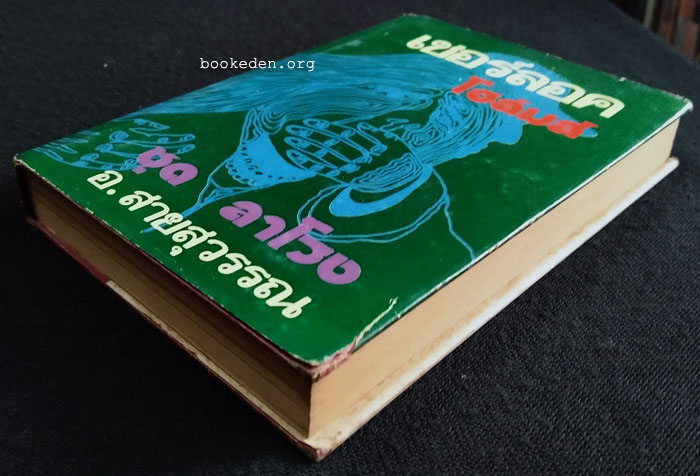 bookeden.org
เชอร์ลอค
โฮล์มส์
ชุด ลาโรง
อ. สายสุวรรณ